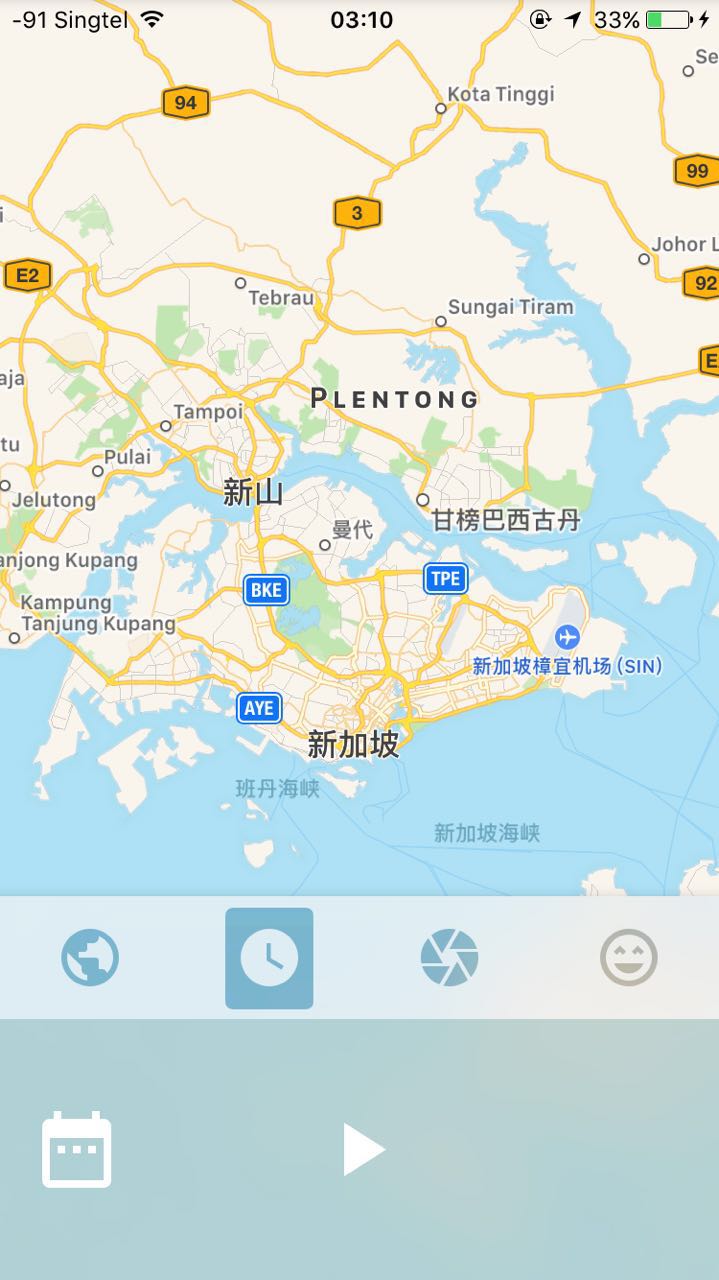 -91 Singtel 03:10 33%
Se
Kota Tinggi
94
99
3
i
Johor L
E2
92
Tebrau
Sungai Tiram
E
aja
PLENTONG
Tampoi
tu
Pulai
新山
Jelutong
甘榜巴西古丹
曼代
anjong Kupang
TPE
BKE
Kampung
Tanjung Kupang
新加坡樟宜机场 (SIN)
AYE
新加坡
班丹海峡
新加坡海峡